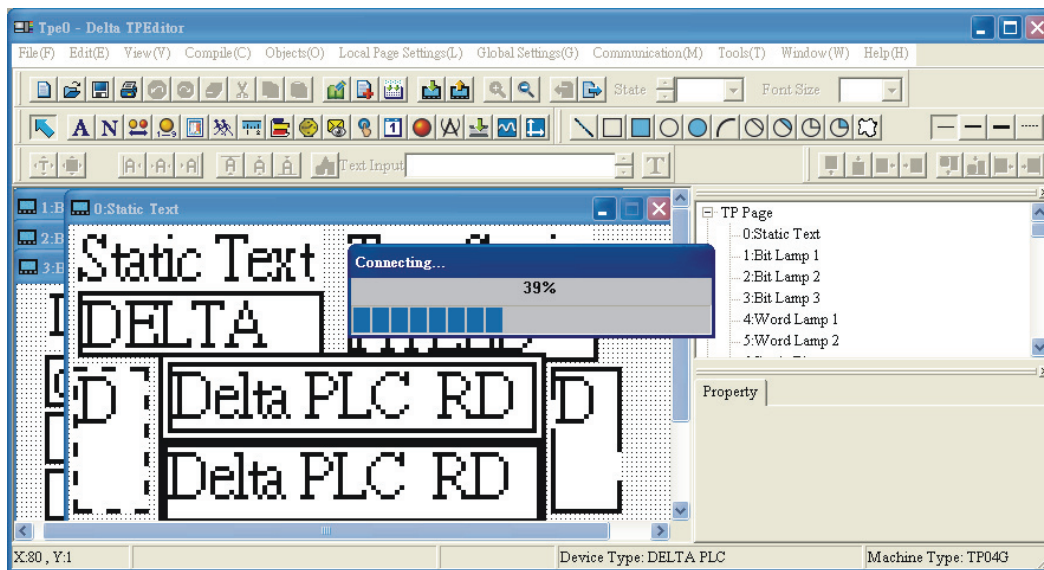 Tpe0 - Delta TPEditor
File(F) Edit(E) View(V) Compile(C) Objects(O) Local Page Settings(L) Global Settings(G) Communication(M) Tools(T) Window(W) Help(H)
State Font Size
A N
Text Input T
1:B 0:Static Text
2:B
3:B
Static Text
DELTA
Delta PLC RD
Delta PLC RD
D D
Connecting...
39%
TP Page
0:Static Text
1:Bit Lamp 1
2:Bit Lamp 2
3:Bit Lamp 3
4:Word Lamp 1
5:Word Lamp 2
Property
X:80 , Y:1 Device Type: DELTA PLC Machine Type: TP04G